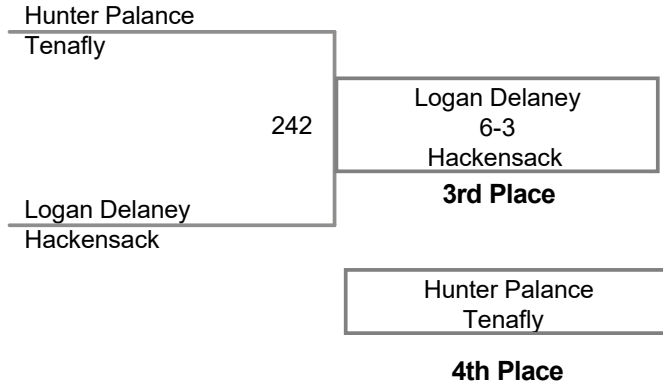 Hunter Palance
Tenafly
242
Logan Delaney
6-3
Hackensack
3rd Place
Logan Delaney
Hackensack
Hunter Palance
Tenafly
4th Place